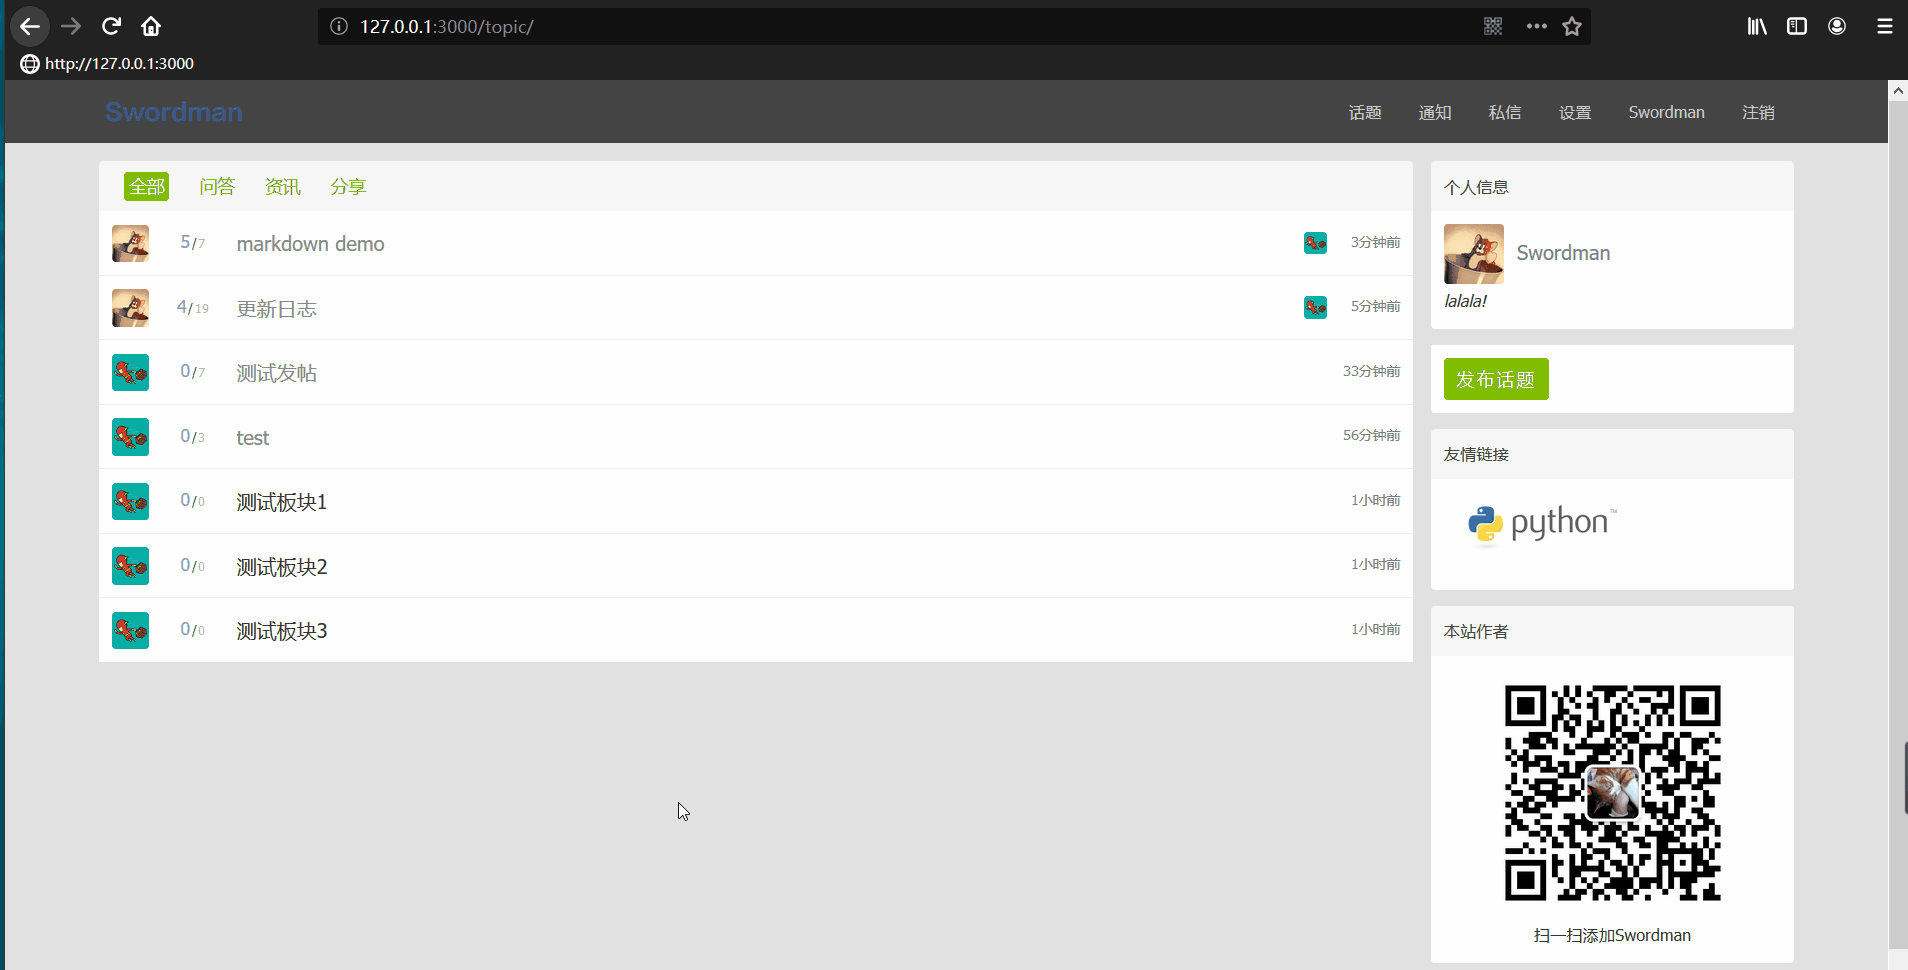 127.0.0.1:3000/topic/
http://127.0.0.1:3000
Swordman 话题 通知 私信 设置 Swordman 注销
全部 问答 资讯 分享
5/7 markdown demo 3分钟前
4/19 更新日志 5分钟前
0/7 测试发帖 33分钟前
0/3 test 56分钟前
0/0 测试板块1 1小时前
0/0 测试板块2 1小时前
0/0 测试板块3 1小时前
个人信息
Swordman
lalala!
发布话题
友情链接
python™
本站作者
扫一扫添加Swordman